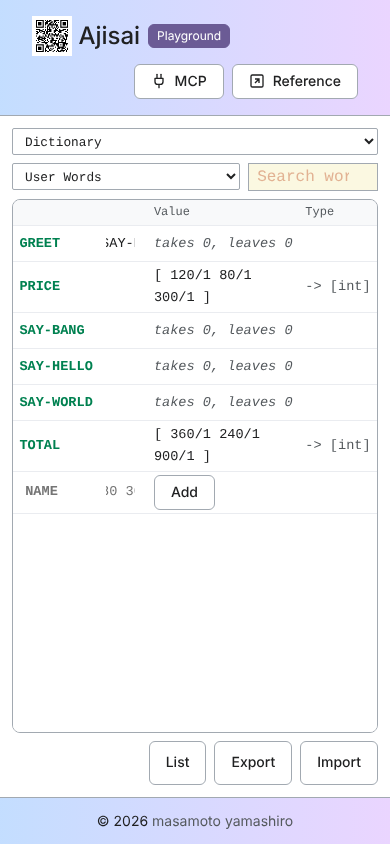 Ajisai Playground
MCP Reference
Dictionary
User Words
Value Type
GREET takes 0, leaves 0
PRICE [ 120/1 80/1 300/1 ] -> [int]
SAY-BANG takes 0, leaves 0
SAY-HELLO takes 0, leaves 0
SAY-WORLD takes 0, leaves 0
TOTAL [ 360/1 240/1 900/1 ] -> [int]
NAME Add
List Export Import
© 2026 masamoto yamashiro